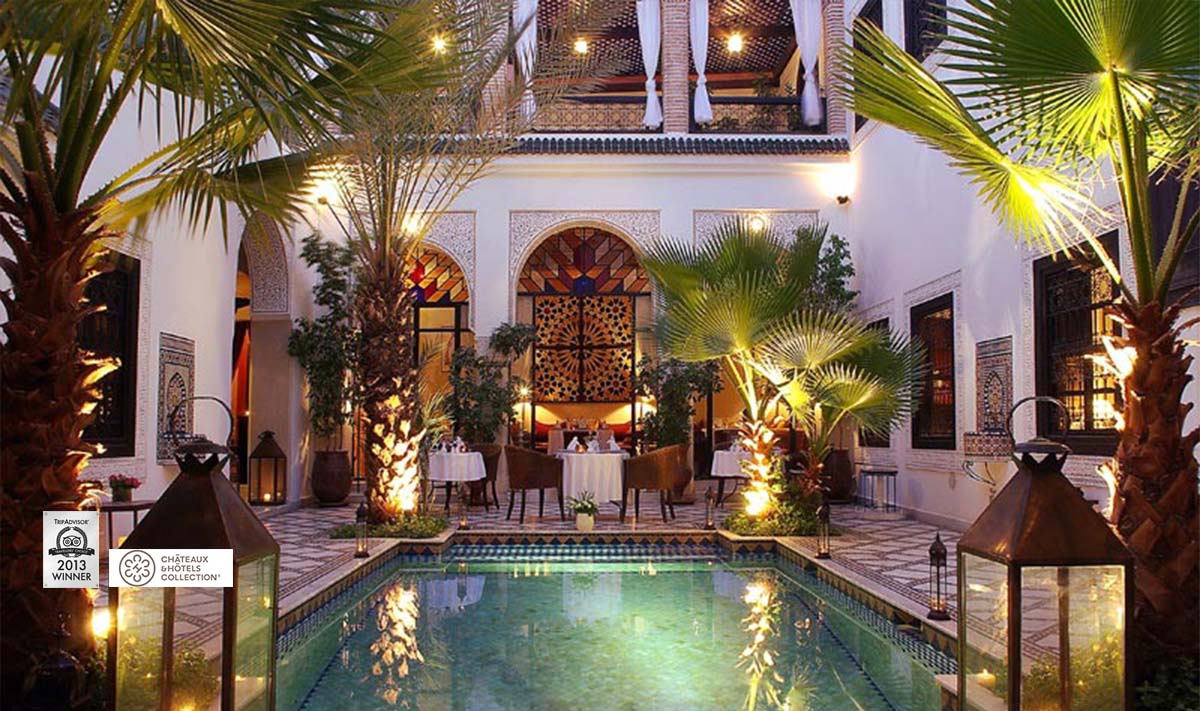 TRIPADVISOR
2013
WINNER
CHÂTEAUX
& HÔTELS
COLLECTION®